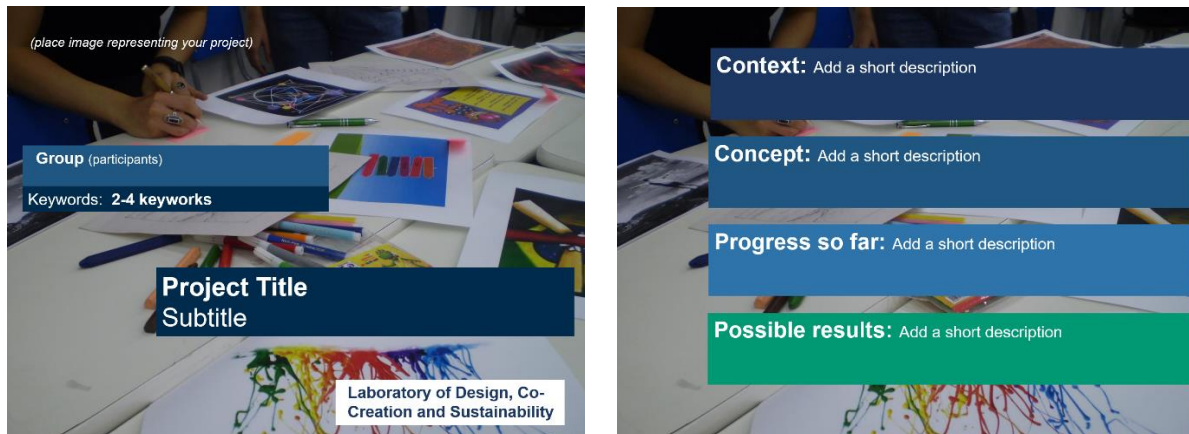 (place image representing your project)
Group (participants)
Keywords: 2-4 keyworks
Project Title
Subtitle
Laboratory of Design, Co-
Creation and Sustainability
Context: Add a short description
Concept: Add a short description
Progress so far: Add a short description
Possible results: Add a short description